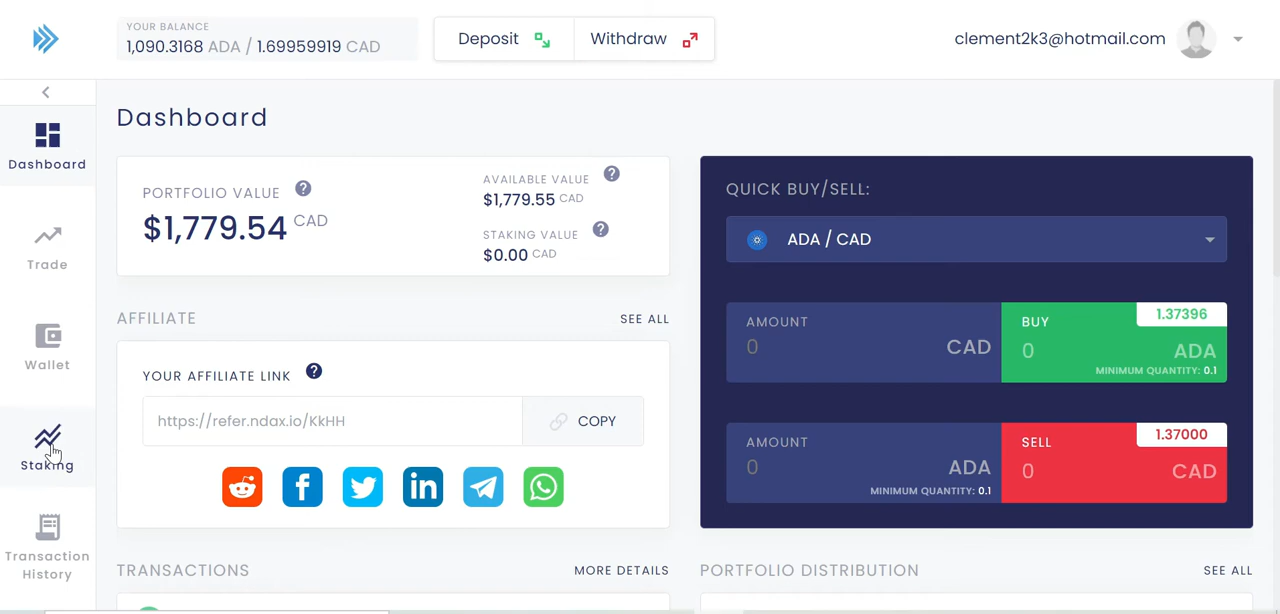 YOUR BALANCE
1,090.3168 ADA / 1.69959919 CAD
Deposit
Withdraw
clement2k3@hotmail.com
Dashboard
Trade
Wallet
Staking
Transaction
History
Dashboard
PORTFOLIO VALUE ?
$1,779.54 CAD
AVAILABLE VALUE ?
$1,779.55 CAD
STAKING VALUE ?
$0.00 CAD
AFFILIATE
SEE ALL
YOUR AFFILIATE LINK ?
https://refer.ndax.io/KkHH
COPY
QUICK BUY/SELL:
ADA / CAD
AMOUNT
0 CAD
BUY
1.37396
0 ADA
MINIMUM QUANTITY: 0.1
AMOUNT
0 ADA
MINIMUM QUANTITY: 0.1
SELL
1.37000
0 CAD
TRANSACTIONS
MORE DETAILS
PORTFOLIO DISTRIBUTION
SEE ALL